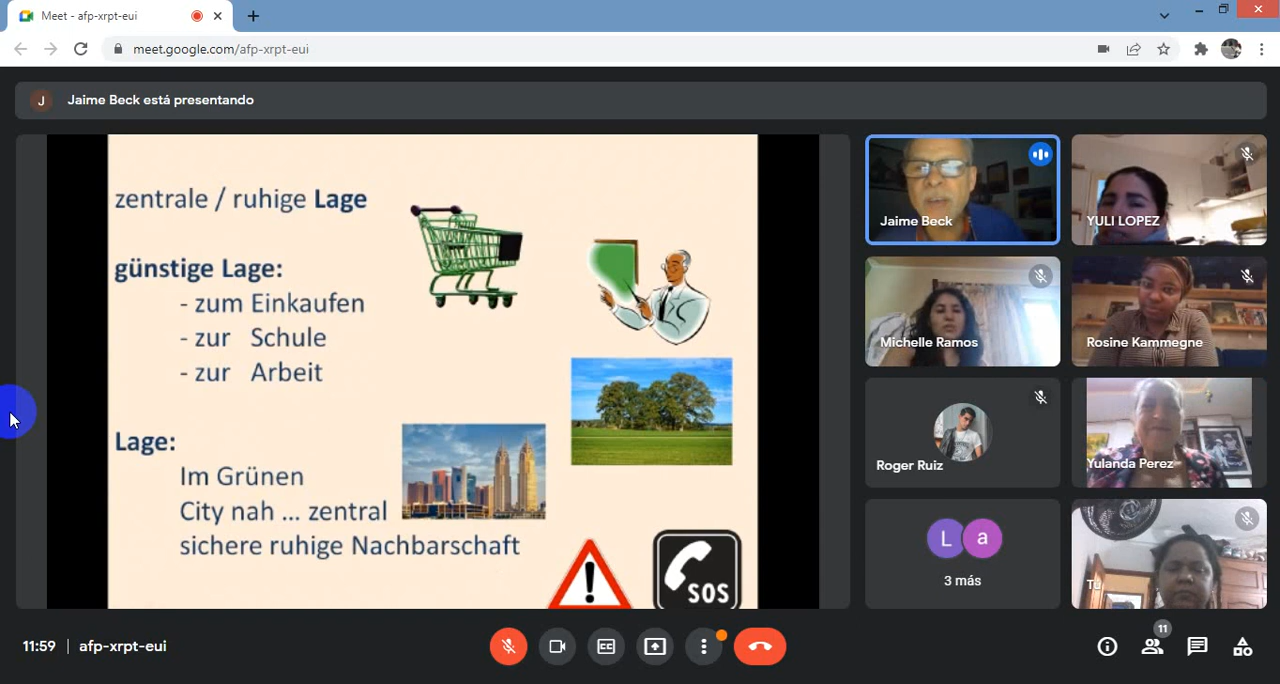 Meet - afp-xrpt-eui
meet.google.com/afp-xrpt-eui
J
Jaime Beck está presentando
zentrale / ruhige Lage
günstige Lage:
- zum Einkaufen
- zur Schule
- zur Arbeit
Lage:
Im Grünen
City nah ... zentral
sichere ruhige Nachbarschaft
SOS
Jaime Beck
YULI LOPEZ
Michelle Ramos
Rosine Kammegne
Roger Ruiz
Yulanda Perez
L a
3 más
Tú
11:59 | afp-xrpt-eui
CC
11